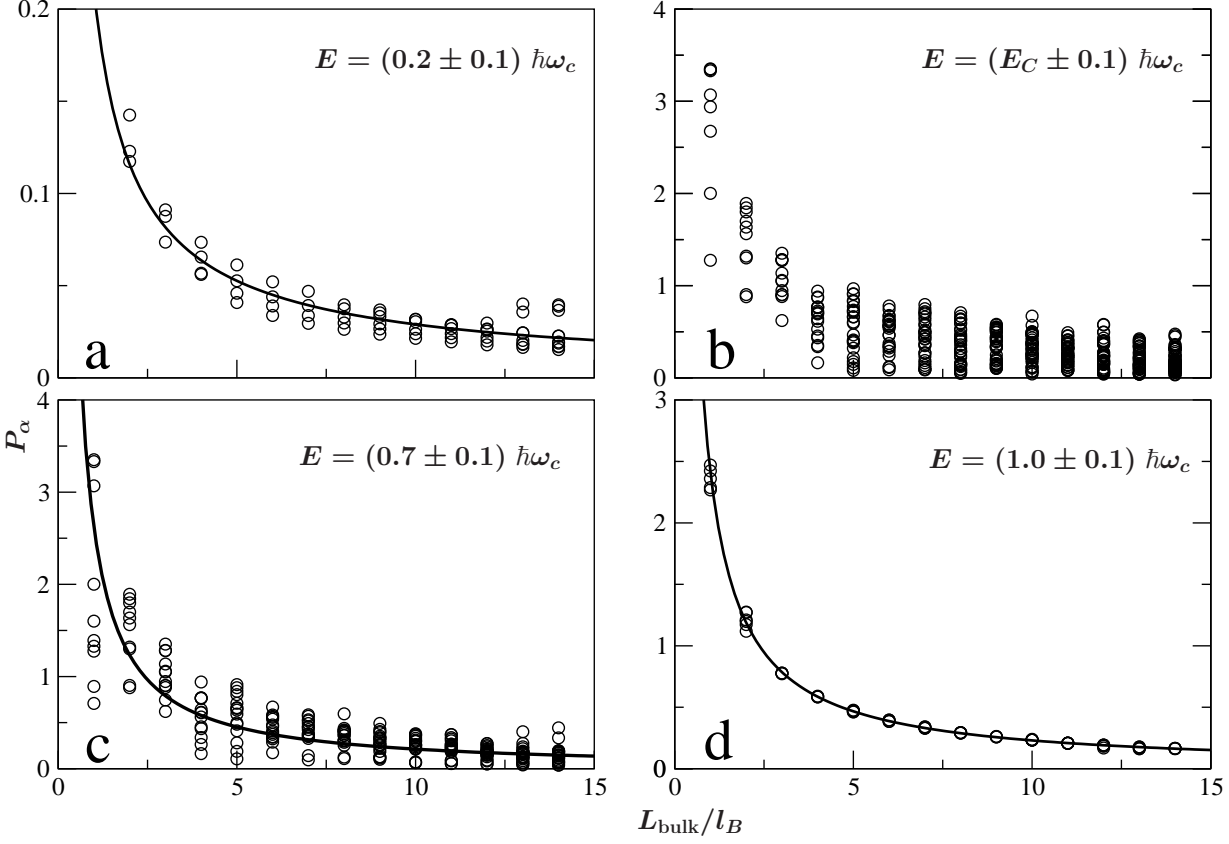 0.2
0.1
0
E = (0.2 ± 0.1) ℏω_c
a
4
3
2
1
0
E = (E_C ± 0.1) ℏω_c
b
P_α
4
3
2
1
0
0
5
10
15
E = (0.7 ± 0.1) ℏω_c
c
3
2
1
0
0
5
10
15
E = (1.0 ± 0.1) ℏω_c
d
L_bulk/l_B